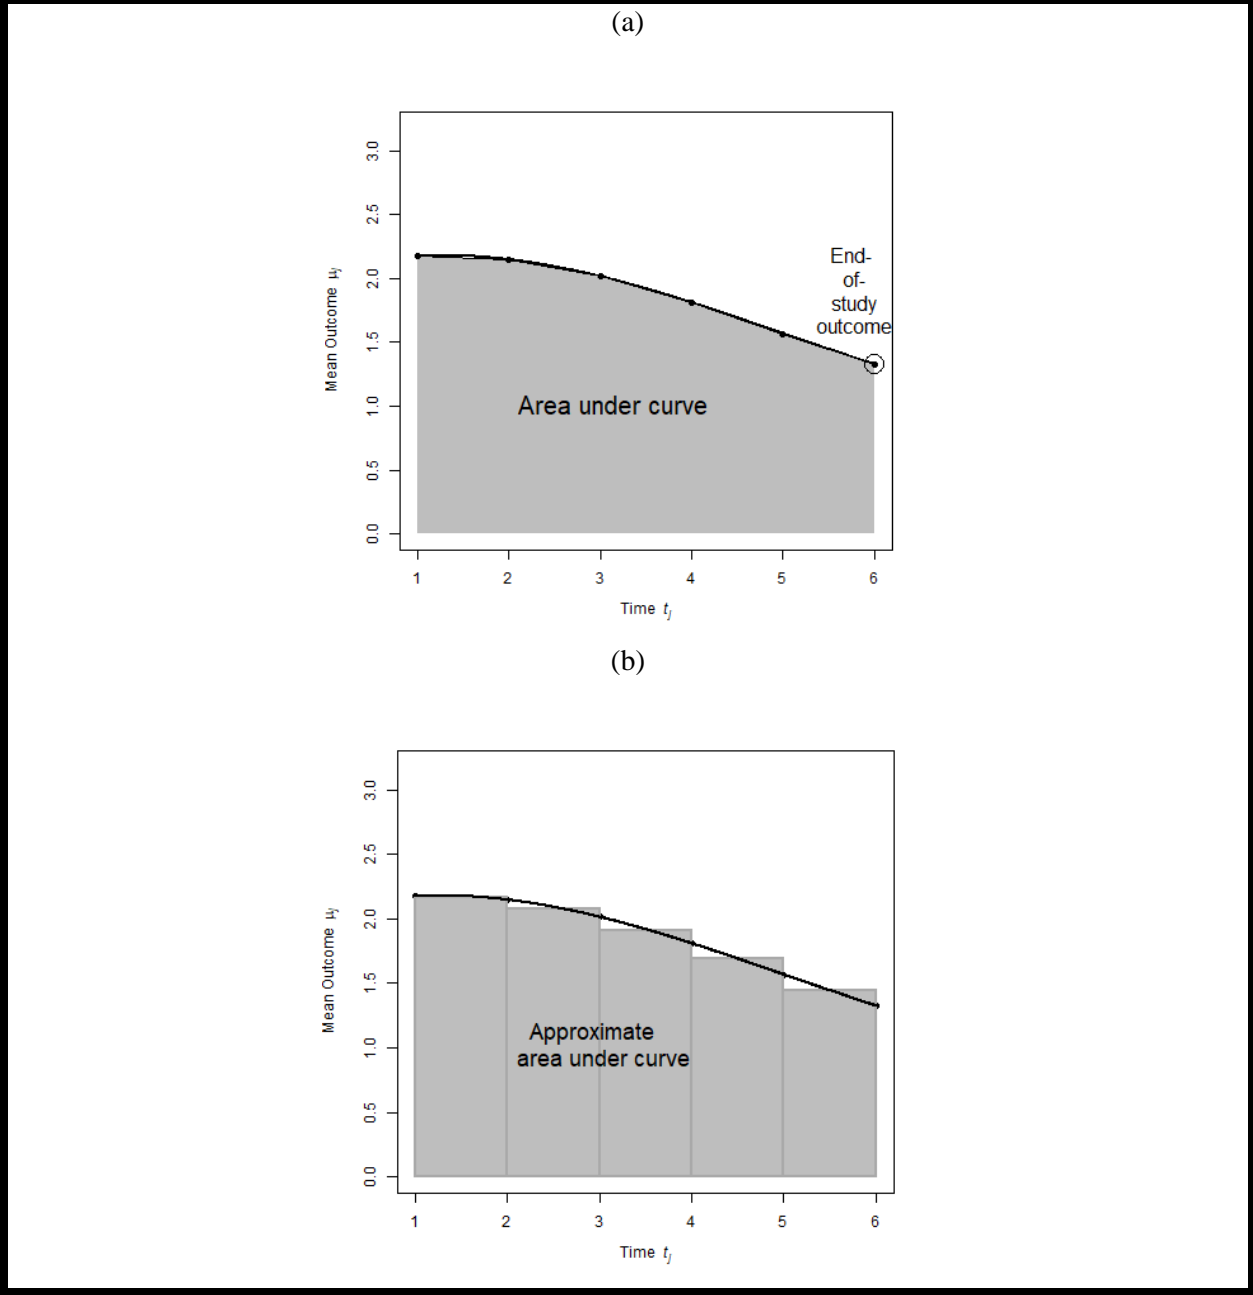 (a)
3.0
2.5
2.0
1.5
1.0
0.5
0.0
Mean Outcome μj
End-
of-
study
outcome
Area under curve
1 2 3 4 5 6
Time tj
(b)
3.0
2.5
2.0
1.5
1.0
0.5
0.0
Mean Outcome μj
Approximate
area under curve
1 2 3 4 5 6
Time tj